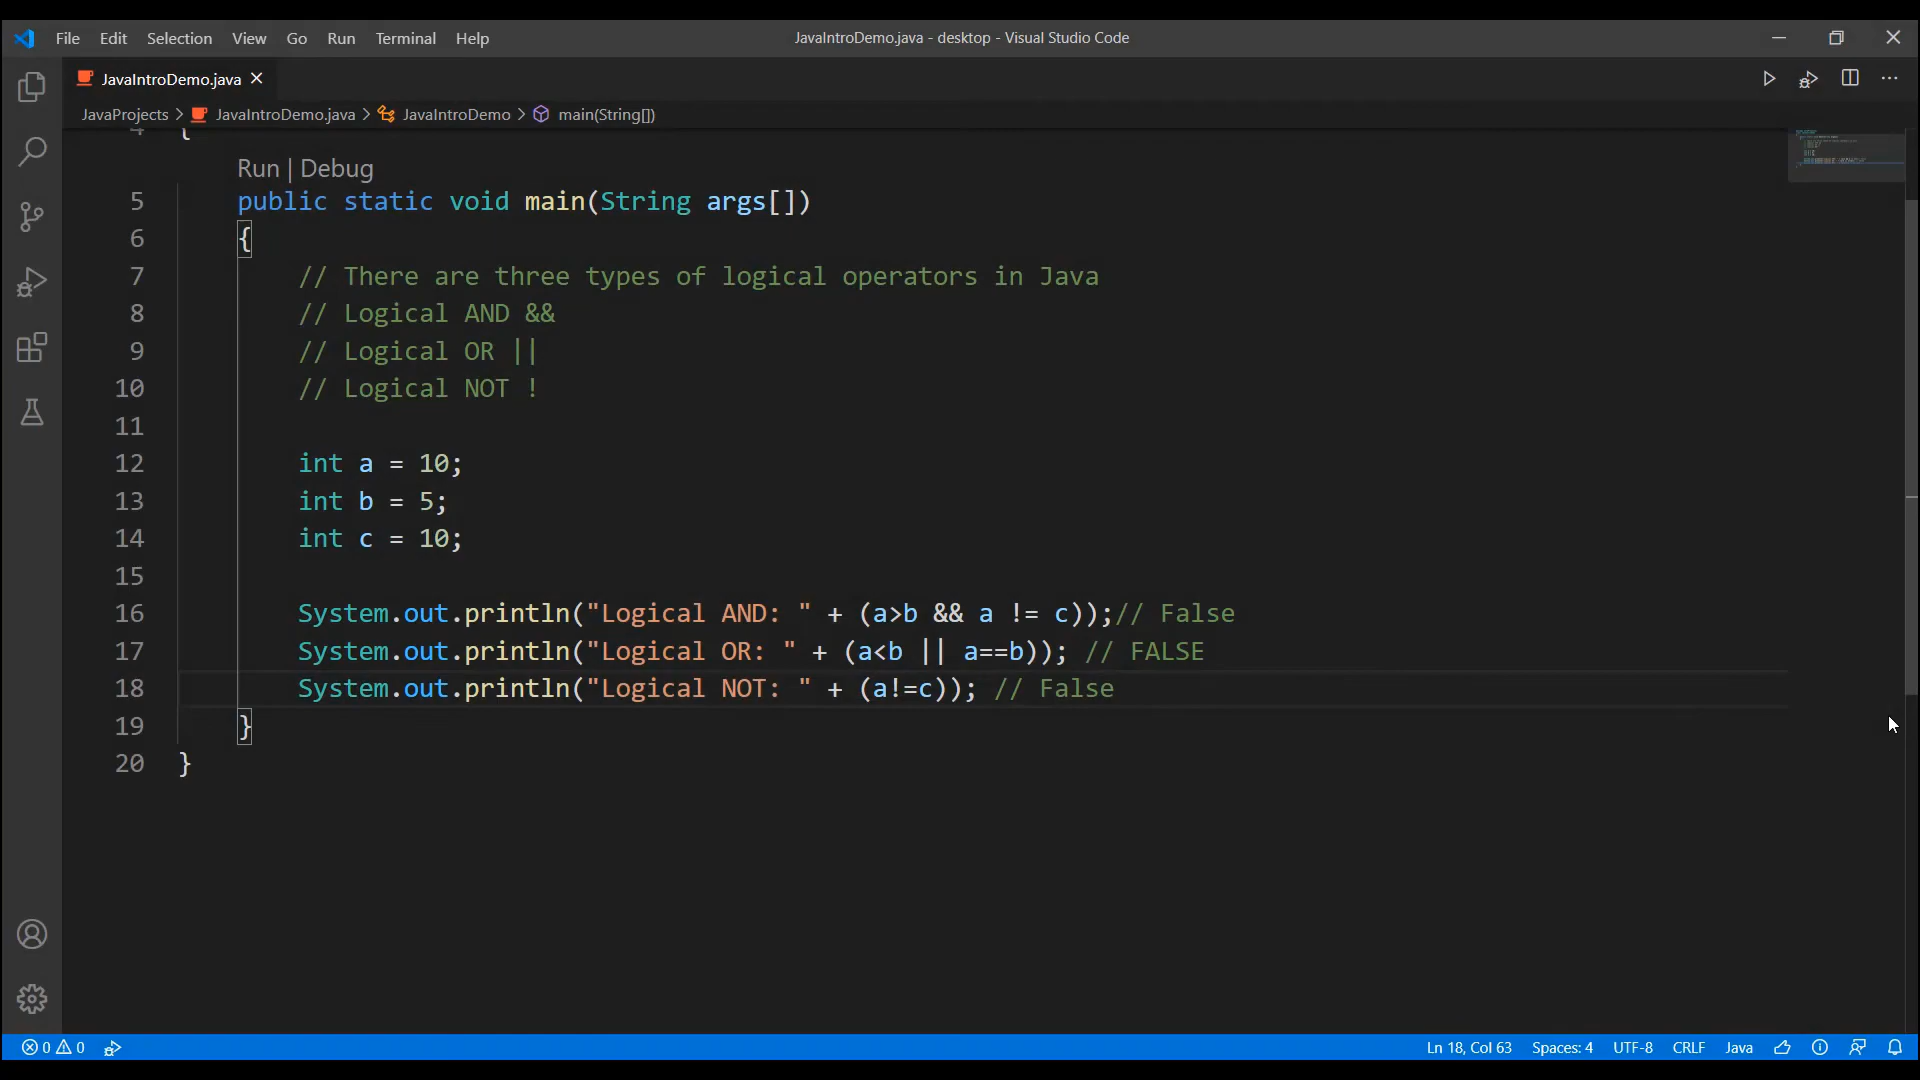 File Edit Selection View Go Run Terminal Help JavaIntroDemo.java - desktop - Visual Studio Code
JavaIntroDemo.java
JavaProjects > JavaIntroDemo.java > JavaIntroDemo > main(String[])
4 {
Run | Debug
5 public static void main(String args[])
6 {
7 // There are three types of logical operators in Java
8 // Logical AND &&
9 // Logical OR ||
10 // Logical NOT !
11
12 int a = 10;
13 int b = 5;
14 int c = 10;
15
16 System.out.println("Logical AND: " + (a>b && a != c));// False
17 System.out.println("Logical OR: " + (a<b || a==b)); // FALSE
18 System.out.println("Logical NOT: " + (a!=c)); // False
19 }
20 }
0 0 Ln 18, Col 63 Spaces: 4 UTF-8 CRLF Java